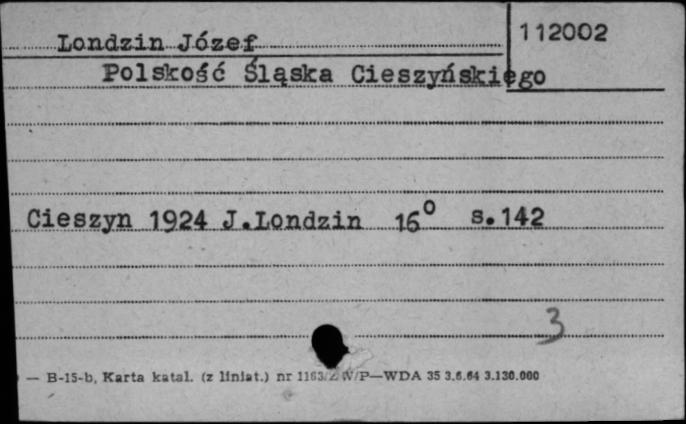 Londzin Józef 112002
Polskość Śląska Cieszyńskiego
Cieszyn 1924 J.Londzin 16⁰ s.142
3
— B-15-b, Karta katal. (z liniat.) nr 1163/ZW/P—WDA 35 3.6.64 3.130.000